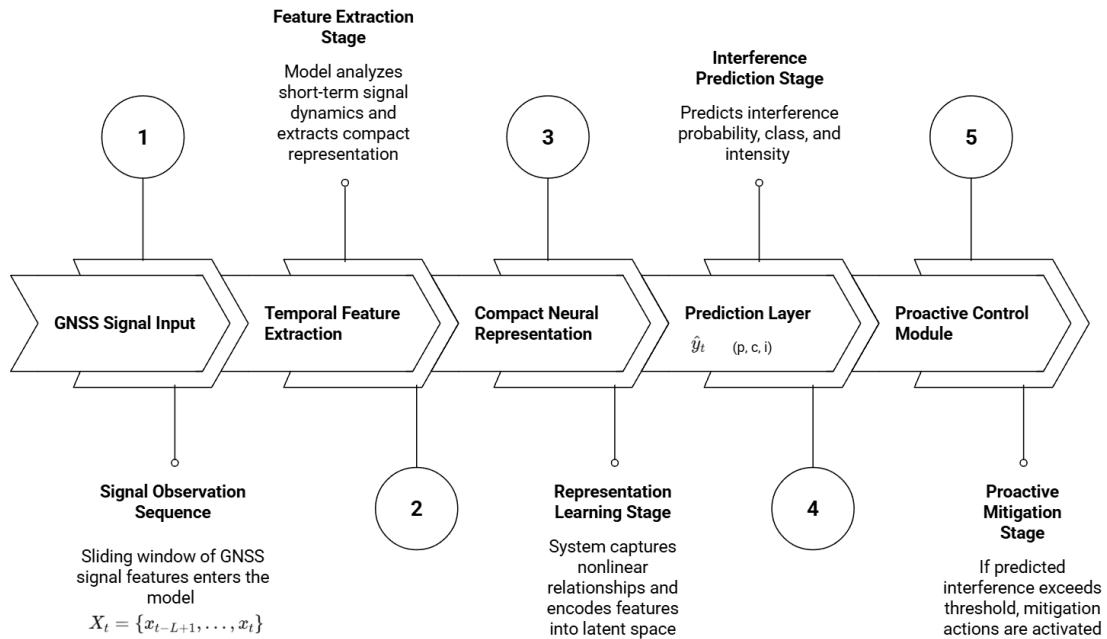 Feature Extraction
Stage
Model analyzes
short-term signal
dynamics and
extracts compact
representation
Interference
Prediction Stage
Predicts interference
probability, class, and
intensity
1
3
5
GNSS Signal Input
Temporal Feature
Extraction
Compact Neural
Representation
Prediction Layer
ŷ_t (p, c, i)
Proactive Control
Module
Signal Observation
Sequence
Sliding window of GNSS
signal features enters the
model
X_t = {x_{t−L+1}, . . . , x_t}
2
Representation
Learning Stage
System captures
nonlinear
relationships and
encodes features
into latent space
4
Proactive
Mitigation
Stage
If predicted
interference exceeds
threshold, mitigation
actions are activated